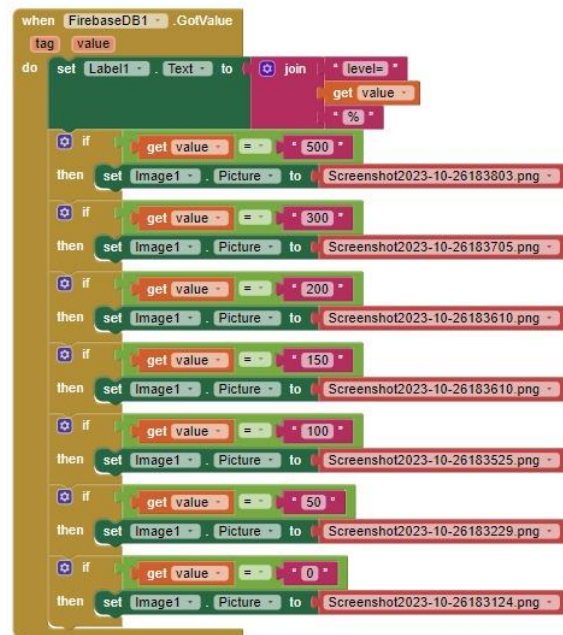 when FirebaseDB1 .GotValue
tag value
do set Label1 . Text to join " level= "
get value
" % "
if get value = " 500 "
then set Image1 . Picture to Screenshot2023-10-26183803.png
if get value = " 300 "
then set Image1 . Picture to Screenshot2023-10-26183705.png
if get value = " 200 "
then set Image1 . Picture to Screenshot2023-10-26183610.png
if get value = " 150 "
then set Image1 . Picture to Screenshot2023-10-26183610.png
if get value = " 100 "
then set Image1 . Picture to Screenshot2023-10-26183525.png
if get value = " 50 "
then set Image1 . Picture to Screenshot2023-10-26183229.png
if get value = " 0 "
then set Image1 . Picture to Screenshot2023-10-26183124.png